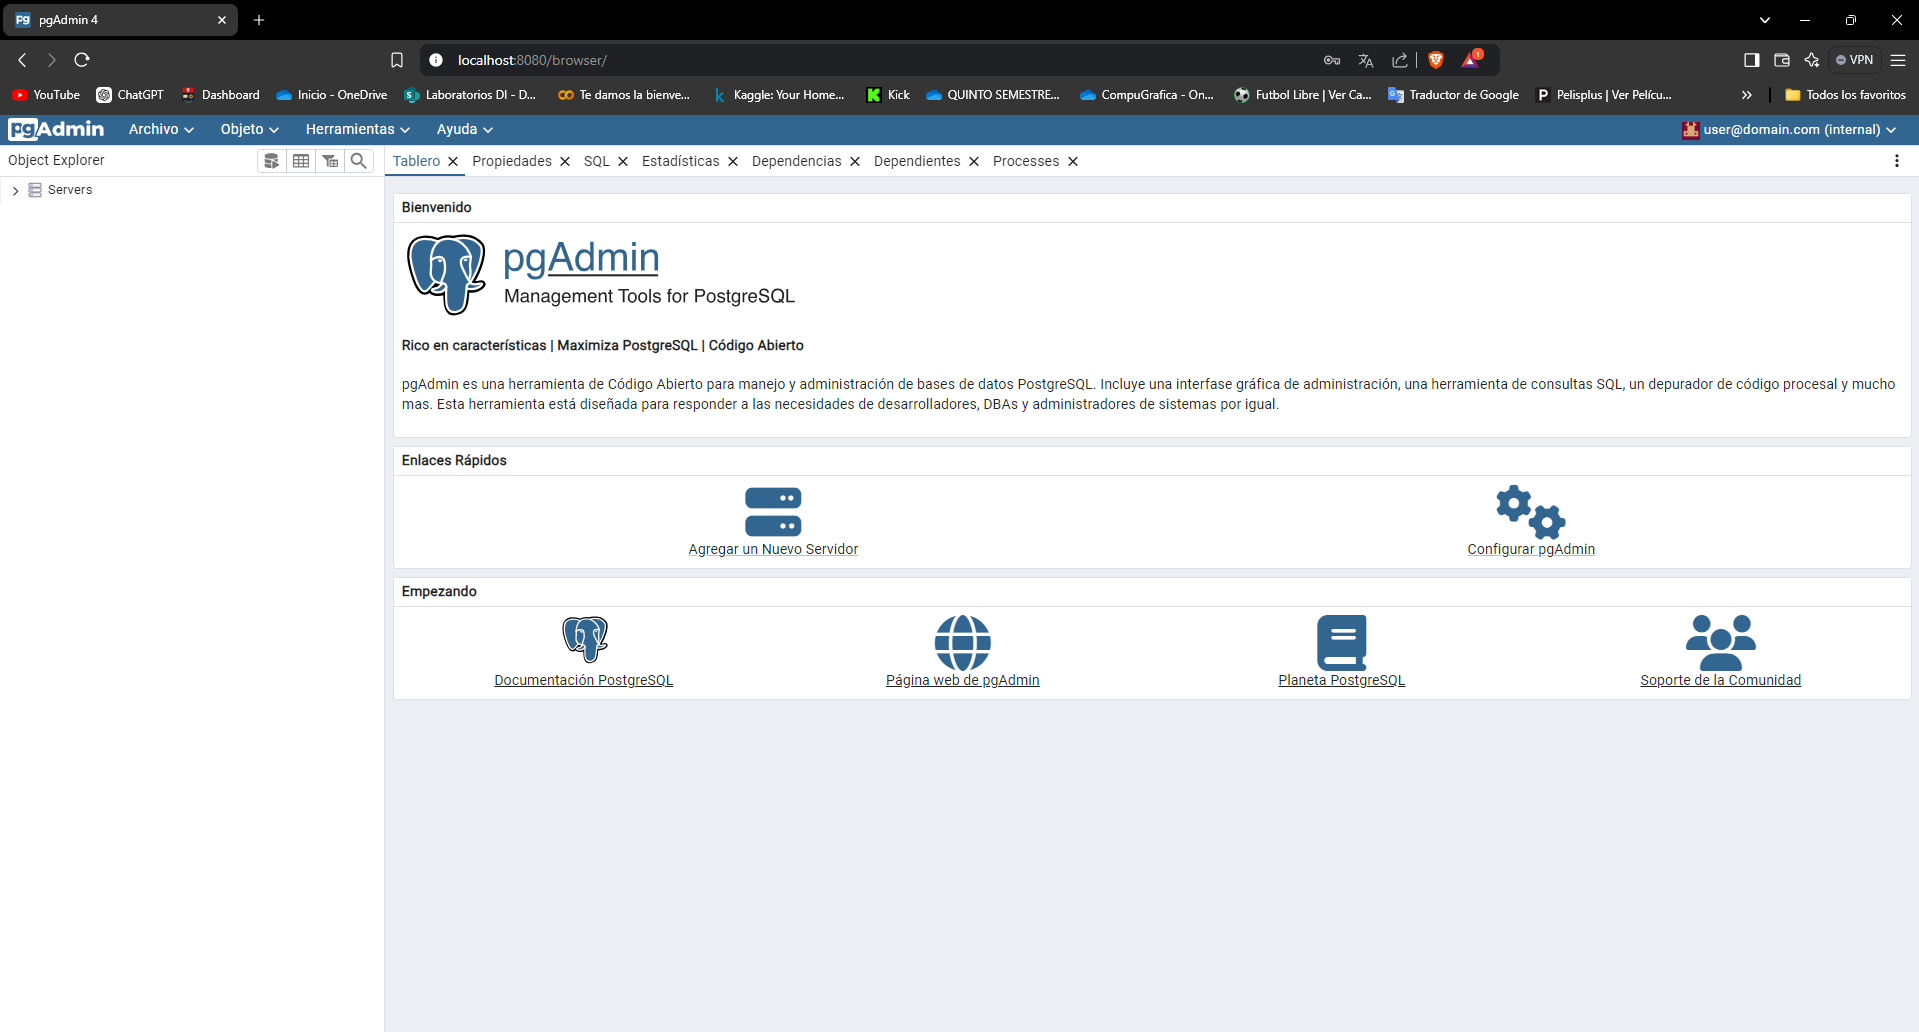 pgAdmin 4
localhost:8080/browser/
1
VPN
YouTube ChatGPT Dashboard Inicio - OneDrive Laboratorios DI - D... Te damos la bienve... Kaggle: Your Home... Kick QUINTO SEMESTRE... CompuGrafica - On... Futbol Libre | Ver Ca... Traductor de Google Pelisplus | Ver Pelícu... Todos los favoritos
pgAdmin Archivo Objeto Herramientas Ayuda user@domain.com (internal)
Object Explorer
Tablero Propiedades SQL Estadísticas Dependencias Dependientes Processes
Servers
Bienvenido
pgAdmin
Management Tools for PostgreSQL
Rico en características | Maximiza PostgreSQL | Código Abierto
pgAdmin es una herramienta de Código Abierto para manejo y administración de bases de datos PostgreSQL. Incluye una interfase gráfica de administración, una herramienta de consultas SQL, un depurador de código procesal y mucho
mas. Esta herramienta está diseñada para responder a las necesidades de desarrolladores, DBAs y administradores de sistemas por igual.
Enlaces Rápidos
Agregar un Nuevo Servidor Configurar pgAdmin
Empezando
Documentación PostgreSQL Página web de pgAdmin Planeta PostgreSQL Soporte de la Comunidad